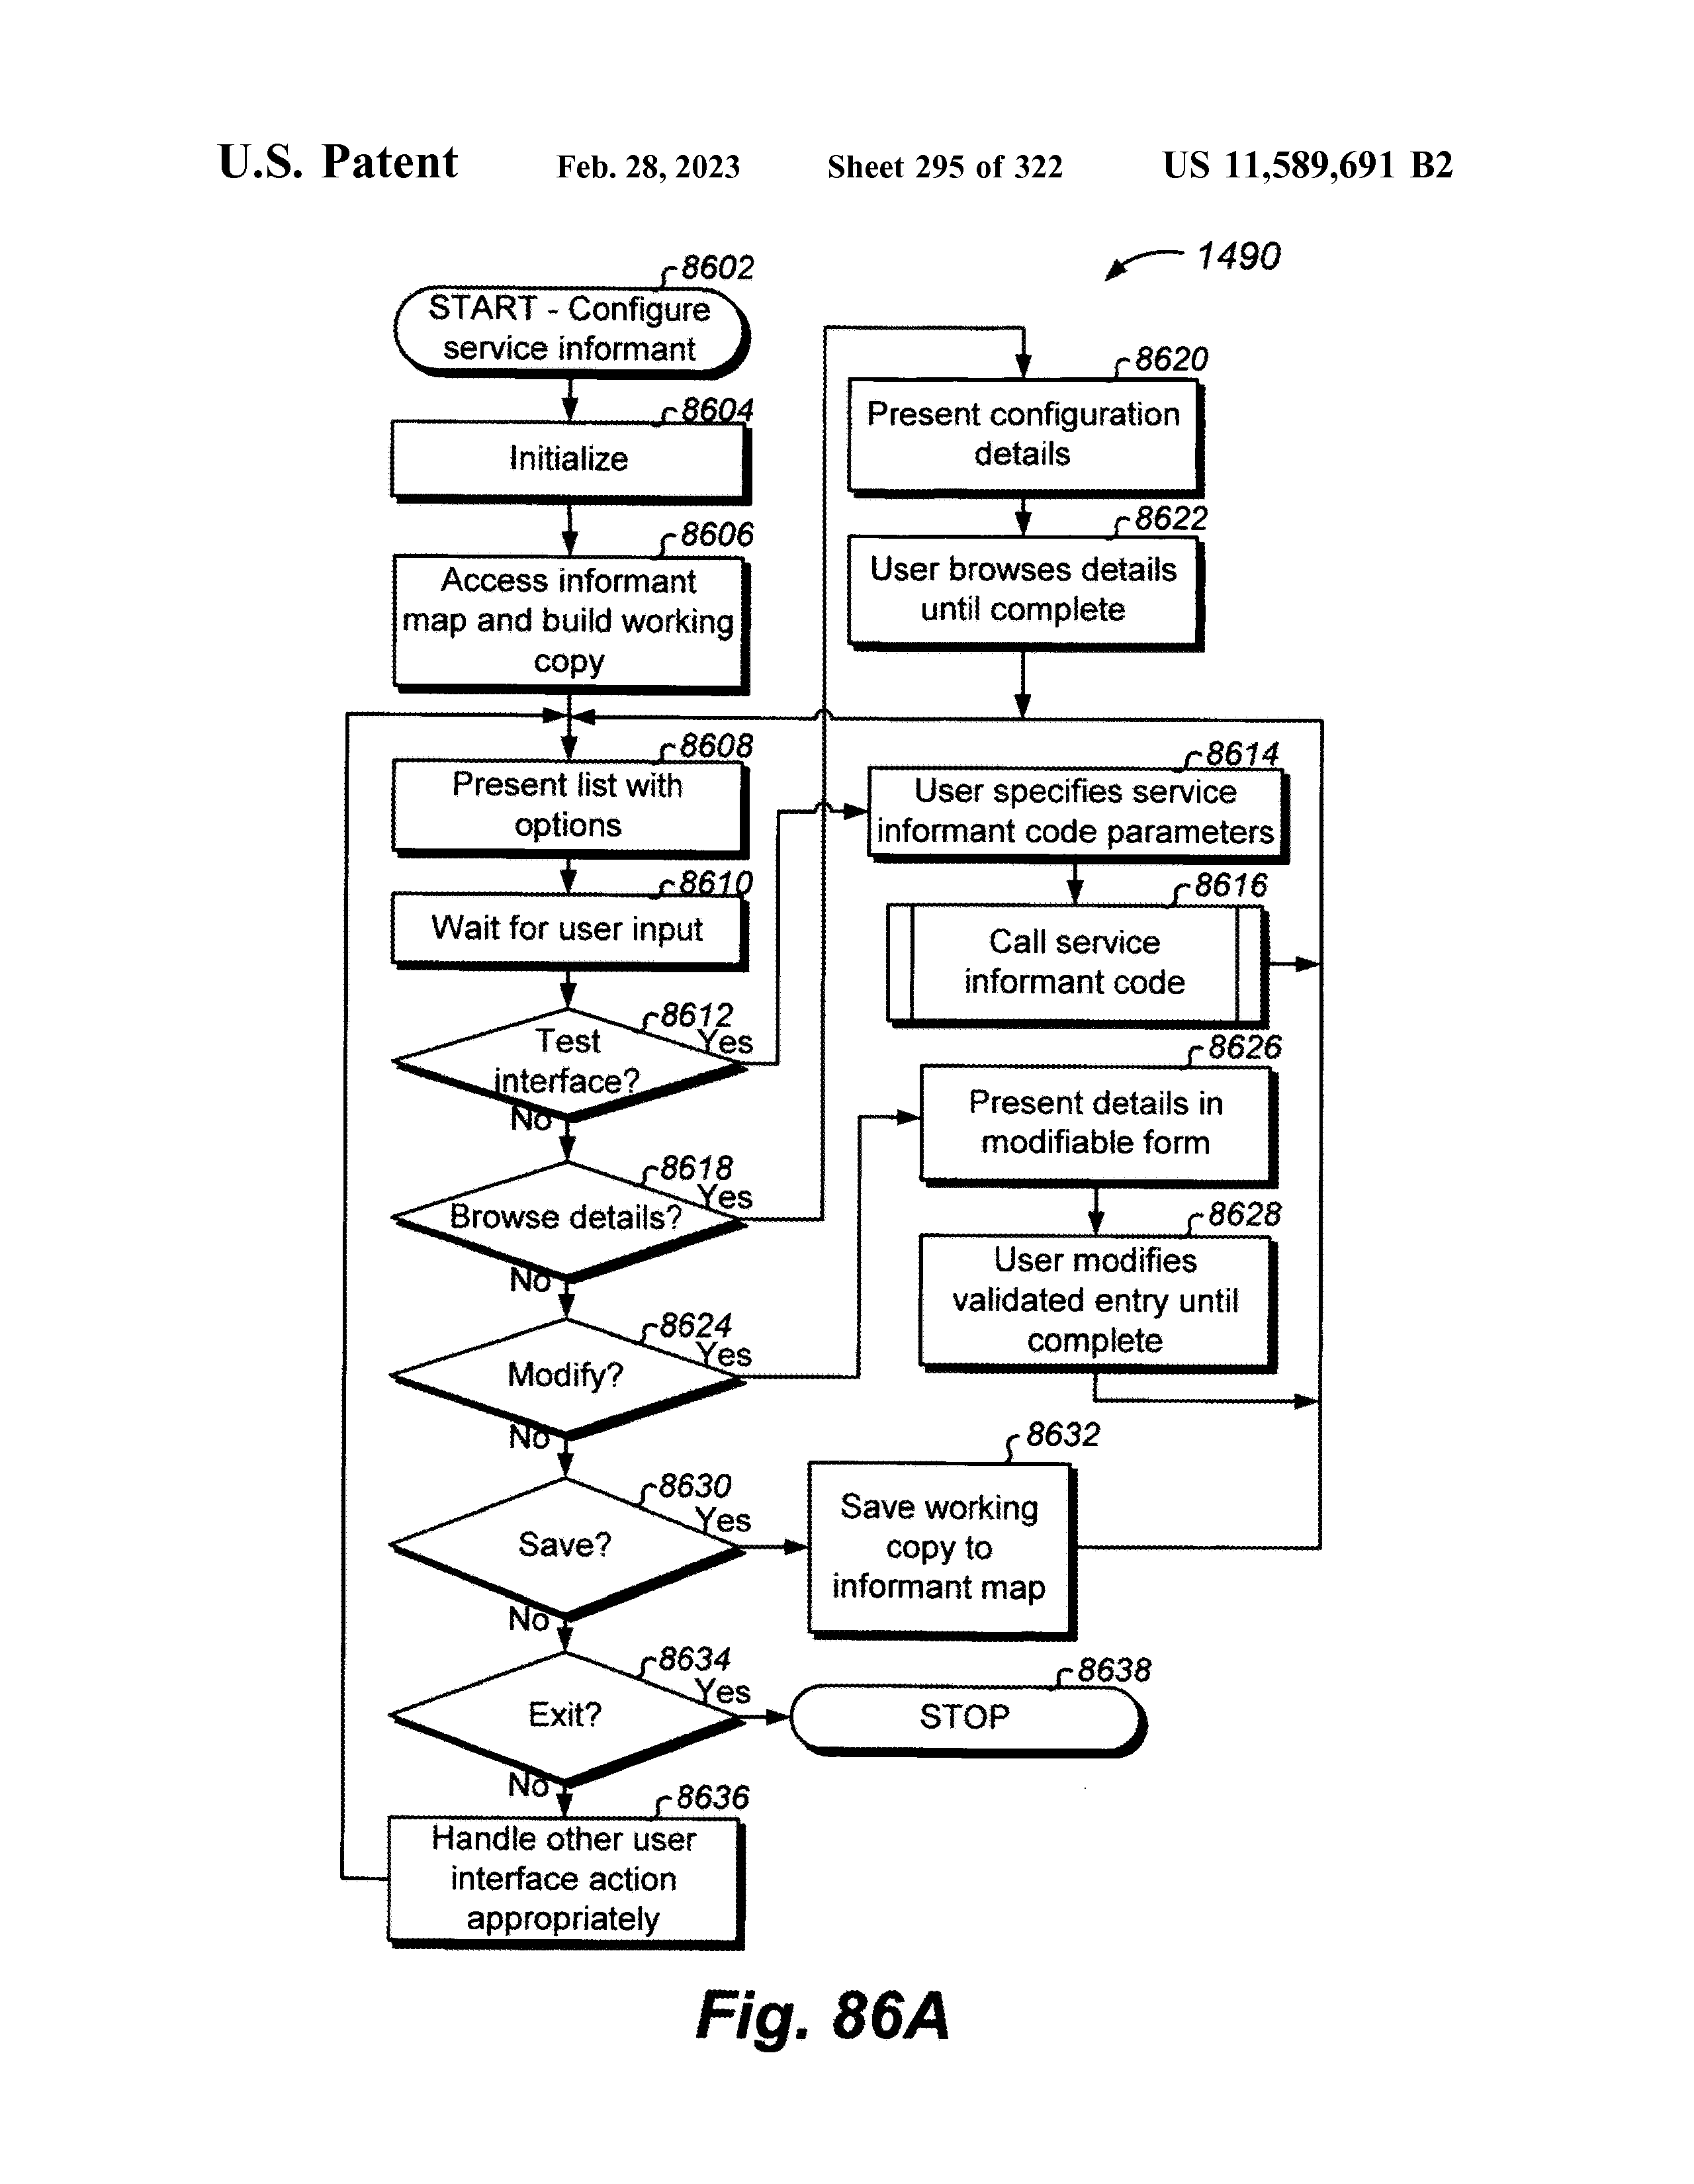 U.S. Patent Feb. 28, 2023 Sheet 295 of 322 US 11,589,691 B2
1490
8602
START - Configure
service informant
8604
Initialize
8606
Access informant
map and build working
copy
8608
Present list with
options
8610
Wait for user input
8612
Test
interface?
Yes
No
8618
Browse details?
Yes
No
8624
Modify?
Yes
No
8630
Save?
Yes
No
8634
Exit?
Yes
No
8636
Handle other user
interface action
appropriately
8620
Present configuration
details
8622
User browses details
until complete
8614
User specifies service
informant code parameters
8616
Call service
informant code
8626
Present details in
modifiable form
8628
User modifies
validated entry until
complete
8632
Save working
copy to
informant map
8638
STOP
Fig. 86A